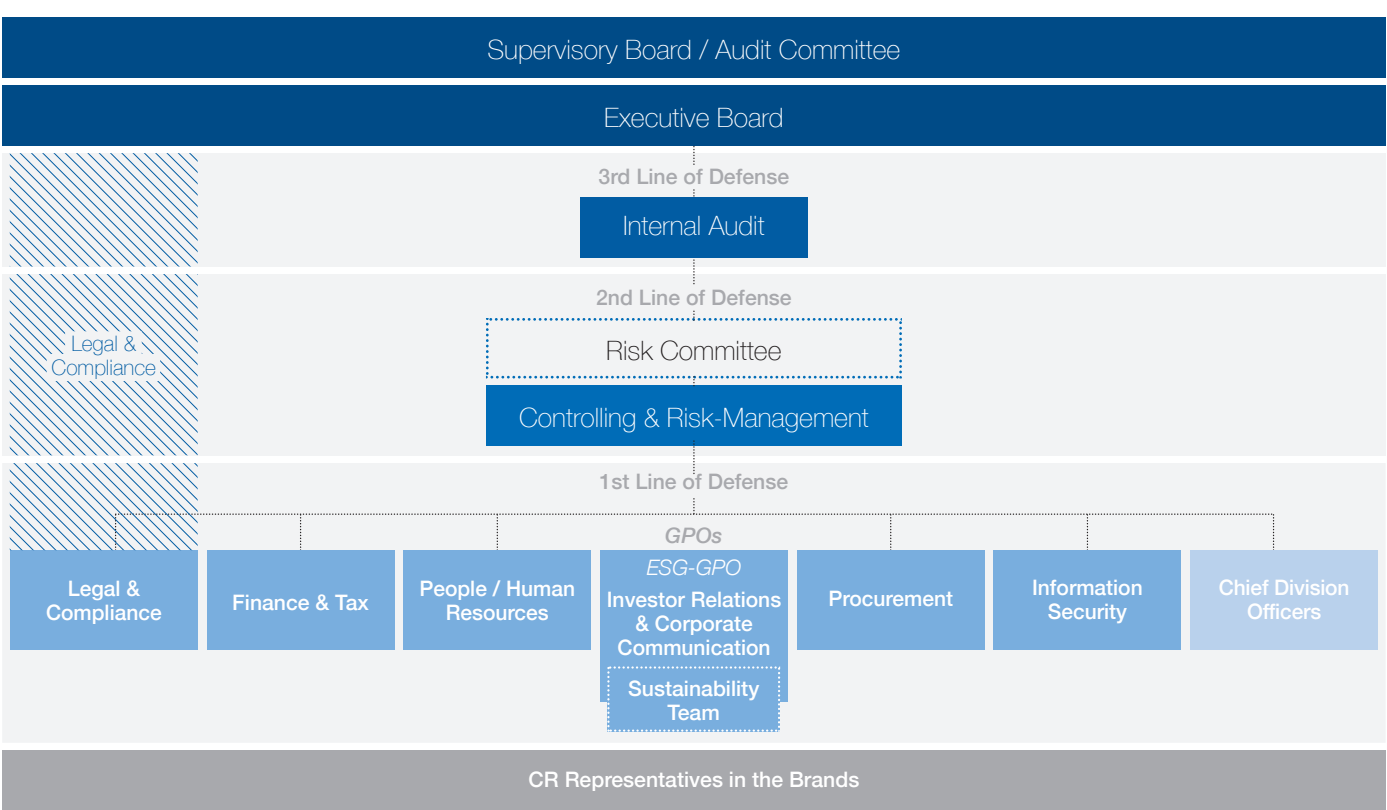 Supervisory Board / Audit Committee
Executive Board
3rd Line of Defense
Internal Audit
2nd Line of Defense
Legal &
Compliance
Risk Committee
Controlling & Risk-Management
1st Line of Defense
GPOs
Legal &
Compliance
Finance & Tax
People / Human
Resources
ESG-GPO
Investor Relations
& Corporate
Communication
Sustainability
Team
Procurement
Information
Security
Chief Division
Officers
CR Representatives in the Brands